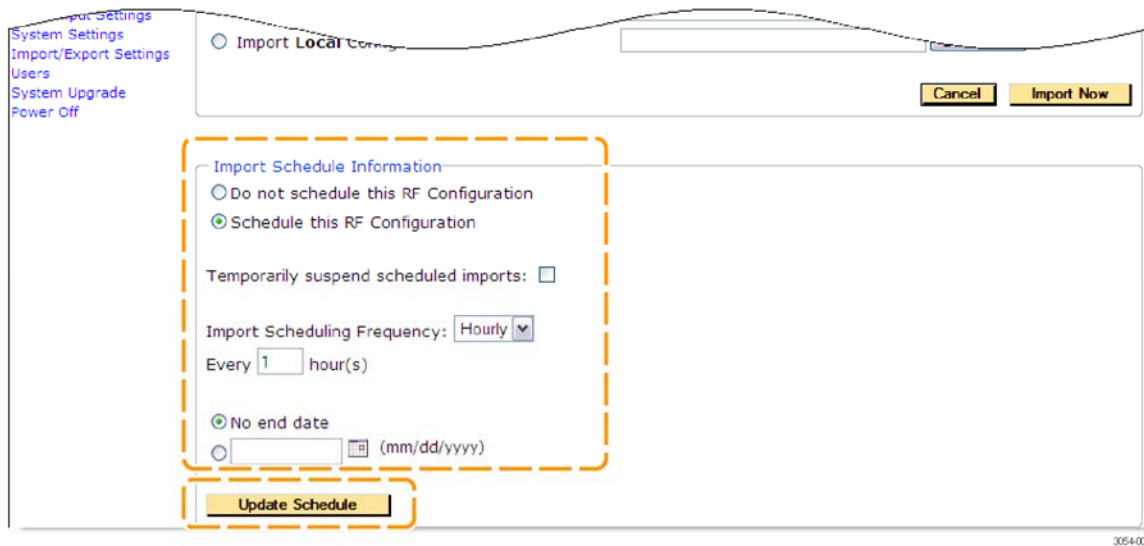 Settings
System Settings
Import/Export Settings
Users
System Upgrade
Power Off
Import Local
Cancel
Import Now
Import Schedule Information
Do not schedule this RF Configuration
Schedule this RF Configuration
Temporarily suspend scheduled imports:
Import Scheduling Frequency: Hourly
Every 1 hour(s)
No end date
(mm/dd/yyyy)
Update Schedule